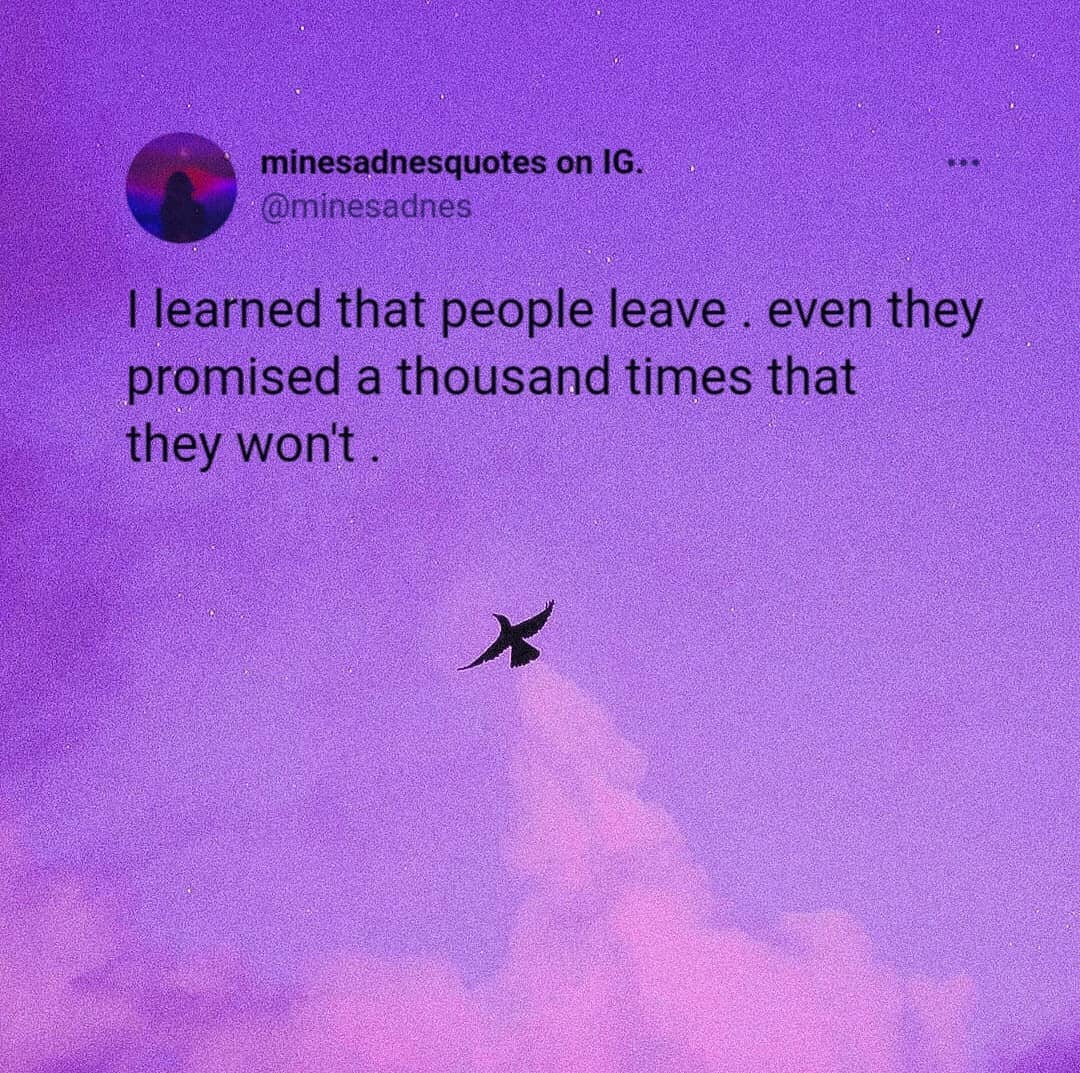 minesadnesquotes on IG.
@minesadnes
I learned that people leave . even they
promised a thousand times that
they won't .